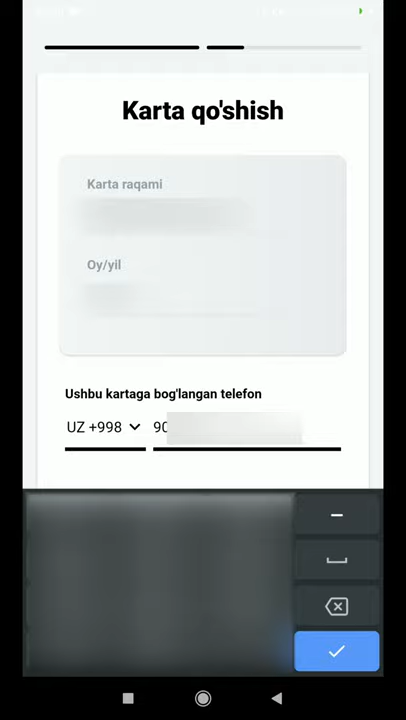 Karta qo'shish
Karta raqami
Oy/yil
Ushbu kartaga bog'langan telefon
UZ +998 90